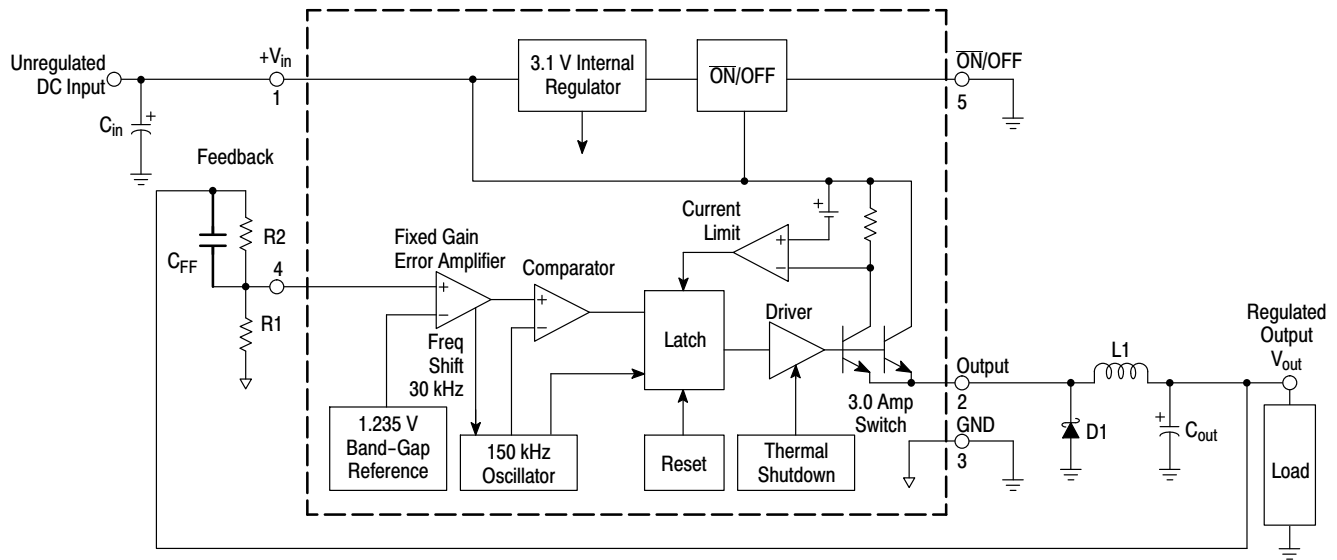 Unregulated
DC Input
+Vin
1
Cin
3.1 V Internal
Regulator
O̅N̅/OFF
O̅N̅/OFF
5
Feedback
CFF
R2
4
R1
Fixed Gain
Error Amplifier
Comparator
Current
Limit
Freq
Shift
30 kHz
Latch
Driver
Output
2
3.0 Amp
Switch
GND
3
L1
D1
Cout
Regulated
Output
Vout
Load
1.235 V
Band-Gap
Reference
150 kHz
Oscillator
Reset
Thermal
Shutdown